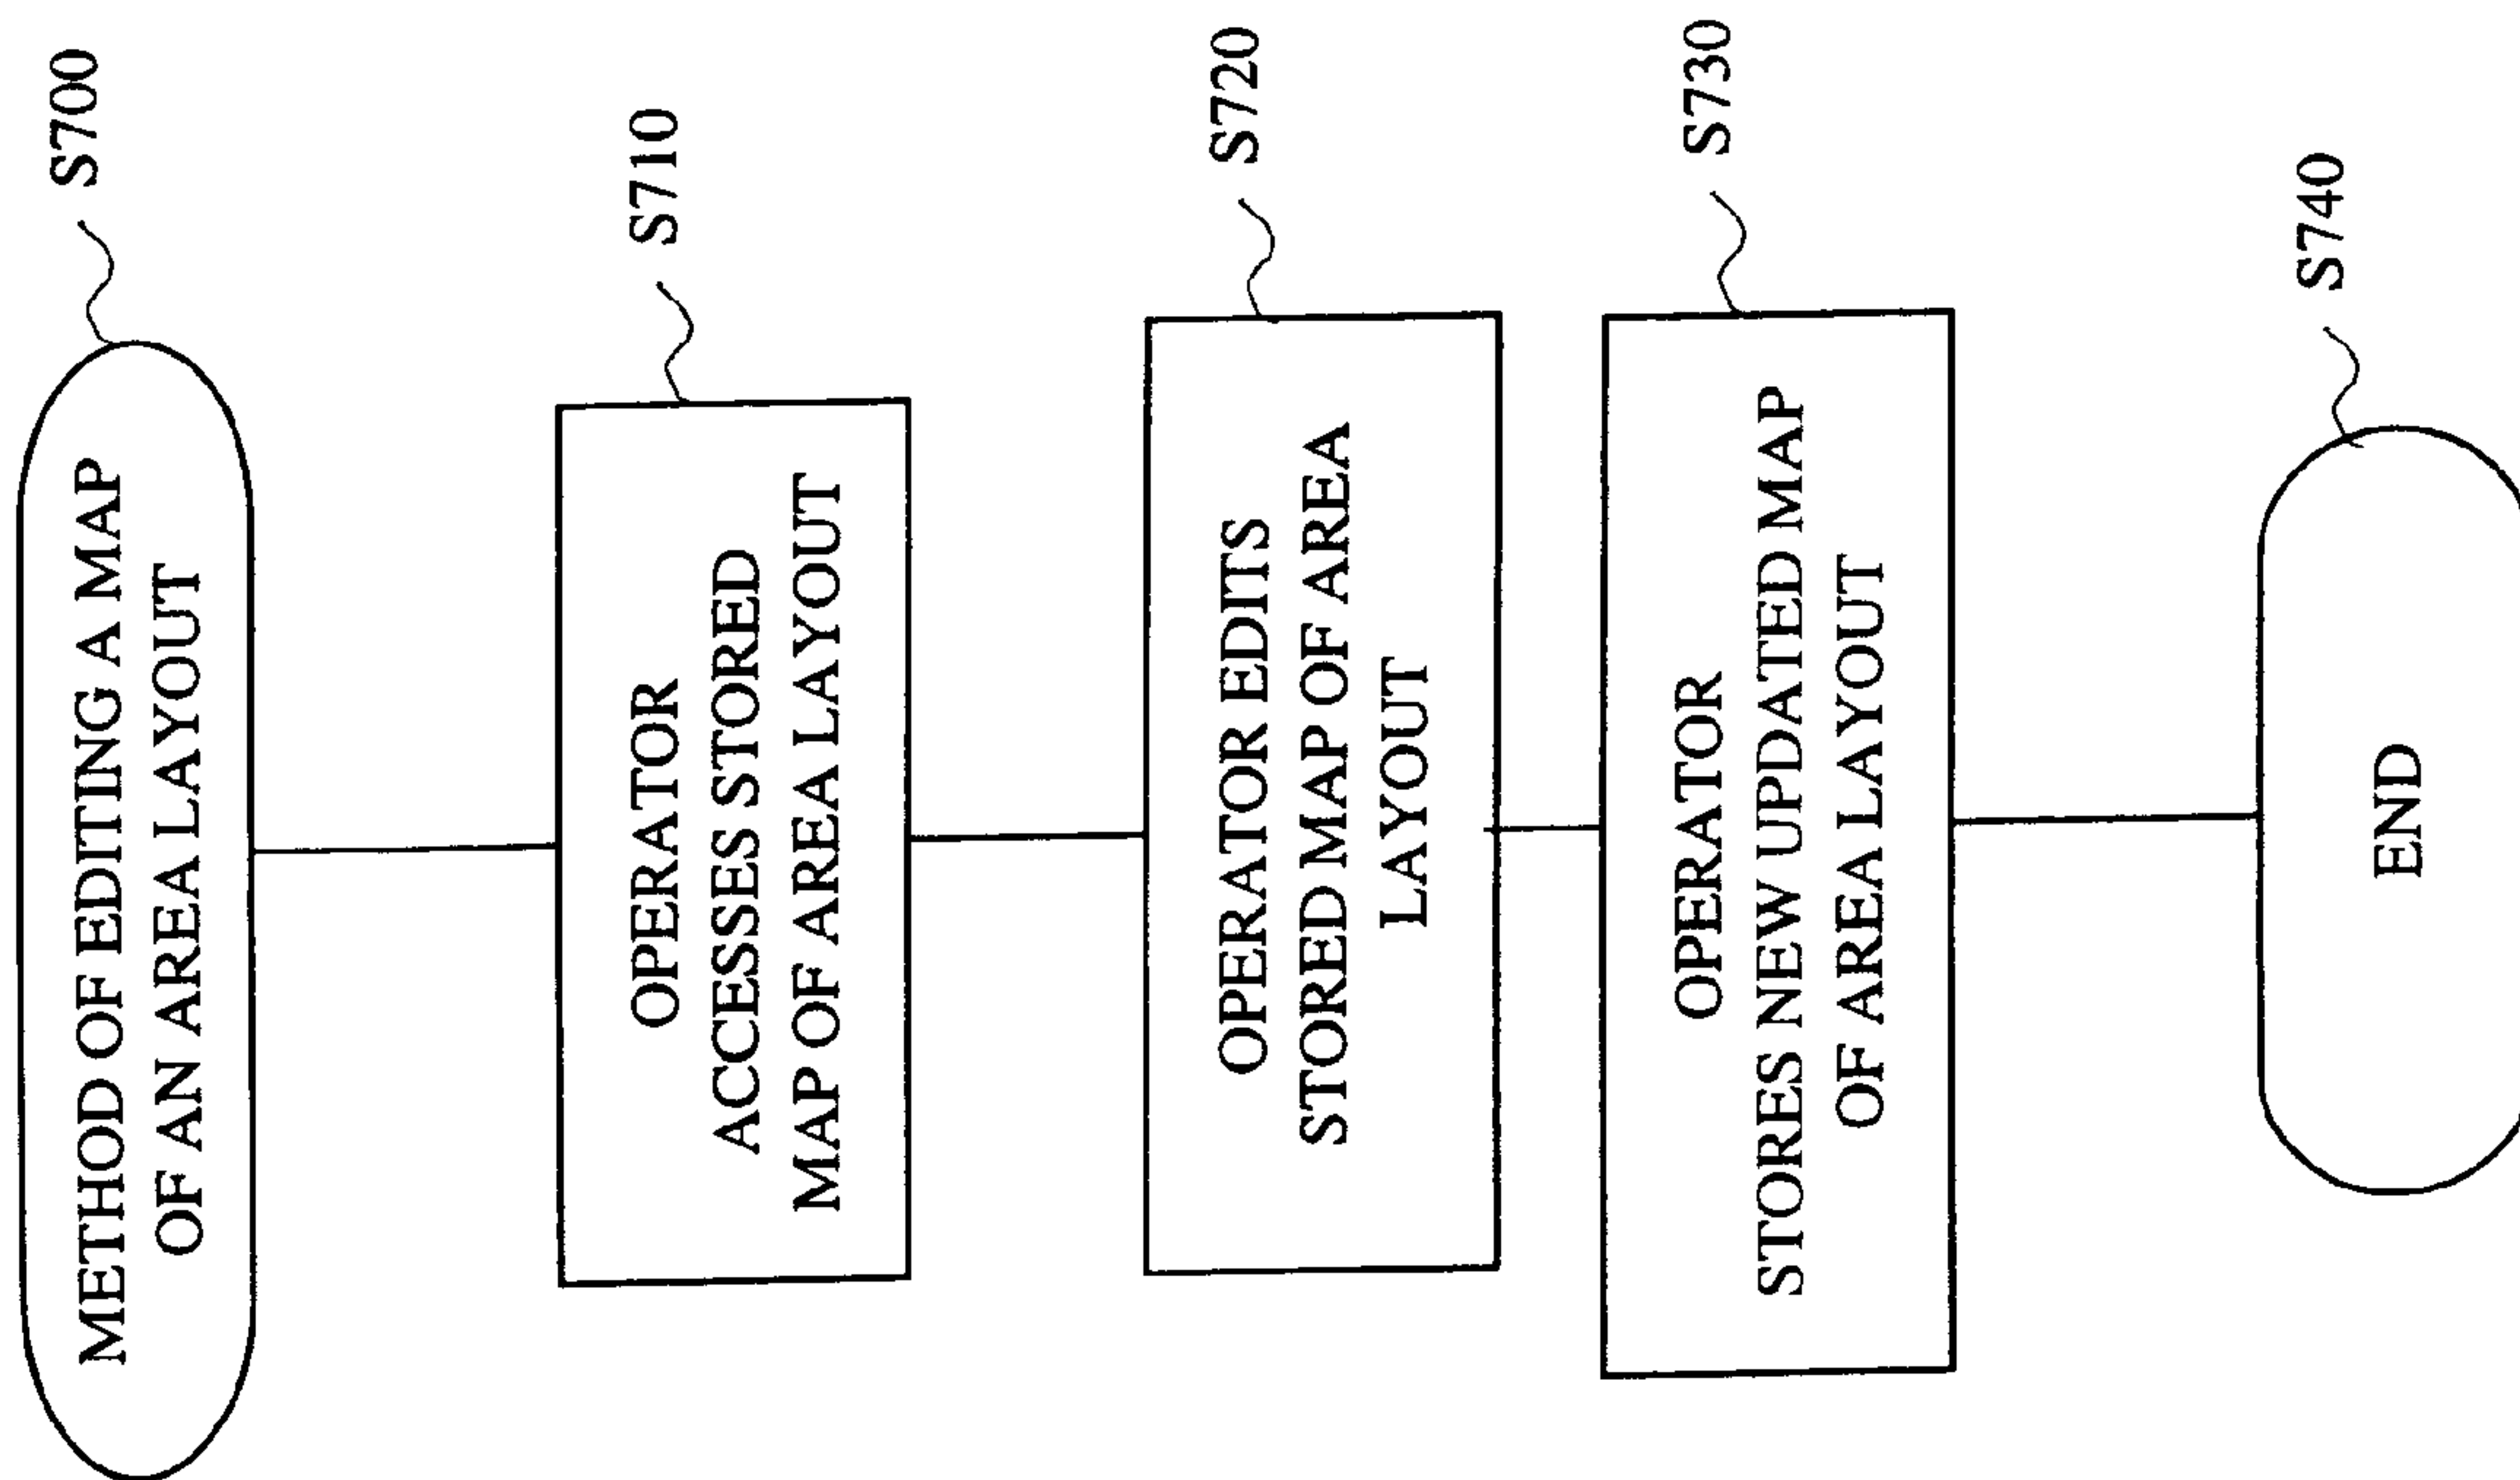 METHOD OF EDITING A MAP
OF AN AREA LAYOUT
S700
OPERATOR
ACCESSES STORED
MAP OF AREA LAYOUT
S710
OPERATOR EDITS
STORED MAP OF AREA
LAYOUT
S720
OPERATOR
STORES NEW UPDATED MAP
OF AREA LAYOUT
S730
END
S740